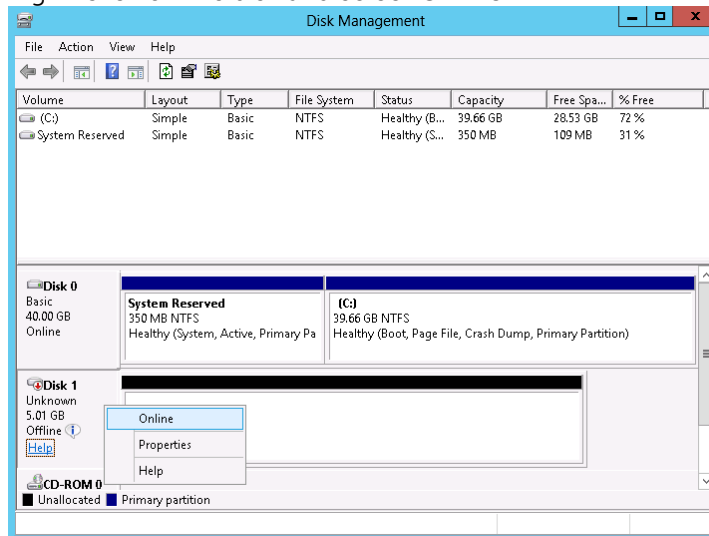 Disk Management
File Action View Help
Volume Layout Type File System Status Capacity Free Spa... % Free
(C:) Simple Basic NTFS Healthy (B... 39.66 GB 28.53 GB 72 %
System Reserved Simple Basic NTFS Healthy (S... 350 MB 109 MB 31 %
Disk 0
Basic
40.00 GB
Online
System Reserved
350 MB NTFS
Healthy (System, Active, Primary Pa
(C:)
39.66 GB NTFS
Healthy (Boot, Page File, Crash Dump, Primary Partition)
Disk 1
Unknown
5.01 GB
Offline
Help
Online
Properties
Help
CD-ROM 0
Unallocated Primary partition